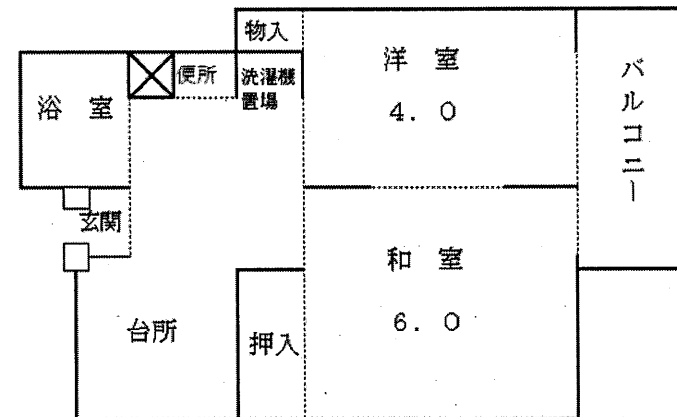 物入
洋 室
4. 0
バルコニー
便所
洗濯機
置場
浴 室
玄関
和 室
6. 0
台所
押入